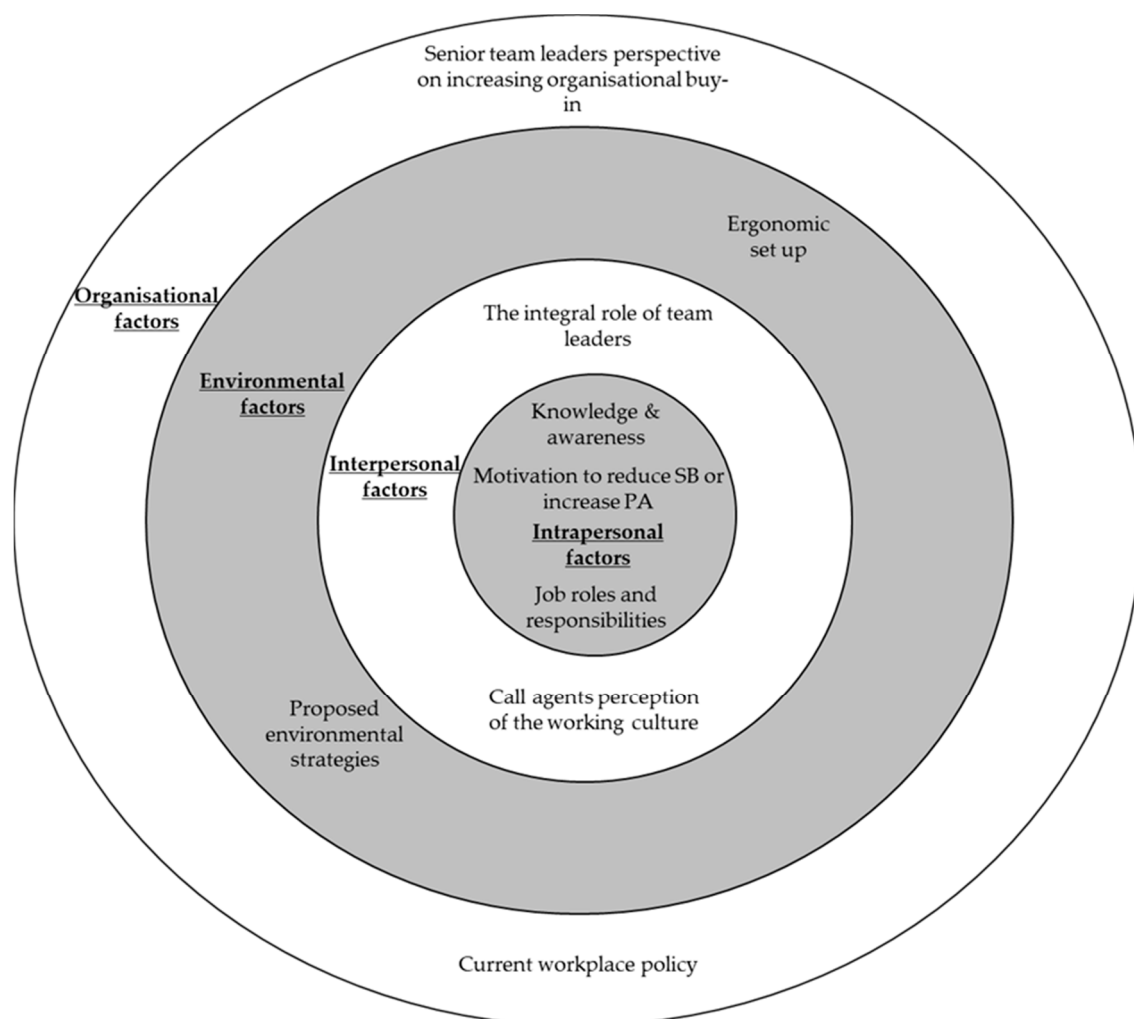 Senior team leaders perspective
on increasing organisational buy-
in
Ergonomic
set up
Organisational
factors
The integral role of team
leaders
Environmental
factors
Knowledge &
awareness
Interpersonal
factors
Motivation to reduce SB or
increase PA
Intrapersonal
factors
Job roles and
responsibilities
Call agents perception
of the working culture
Proposed
environmental
strategies
Current workplace policy